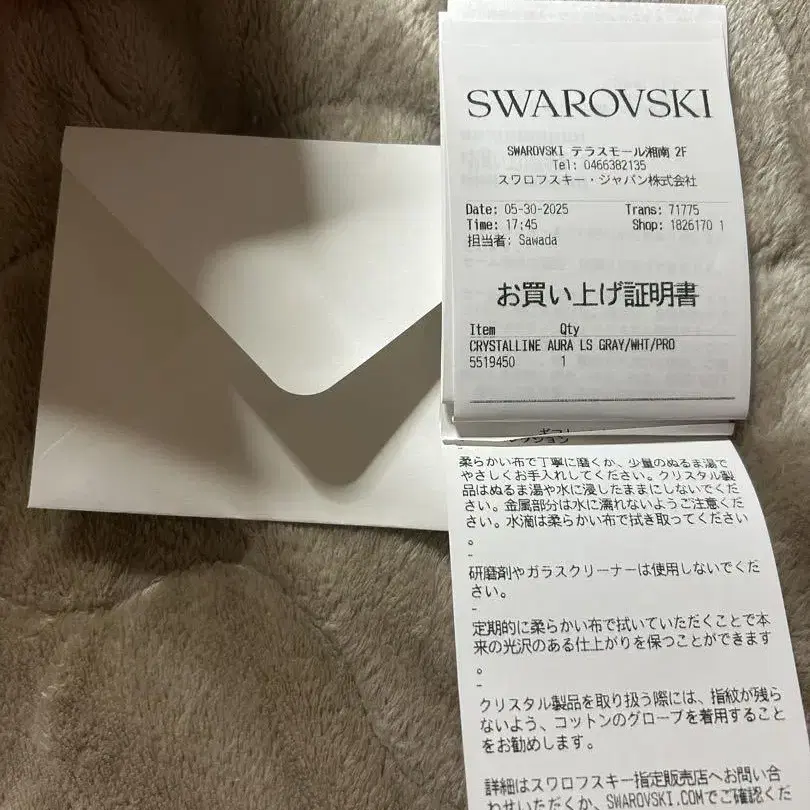 SWAROVSKI
SWAROVSKI テラスモール湘南 2F
Tel: 0466382135
スワロフスキー・ジャパン株式会社
Date: 05-30-2025 Trans: 71775
Time: 17:45 Shop: 1826170 1
担当者: Sawada
お買い上げ証明書
Item Qty
CRYSTALLINE AURA LS GRAY/WHT/PRO
5519450 1
柔らかい布で丁寧に磨くか、少量のぬるま湯で
やさしくお手入れしてください。クリスタル製
品はぬるま湯や水に浸したままにしないでくだ
さい。金属部分は水に濡れないようご注意くだ
さい。水滴は柔らかい布で拭き取ってください
。
-
研磨剤やガラスクリーナーは使用しないでくだ
さい。
-
定期的に柔らかい布で拭いていただくことで本
来の光沢のある仕上がりを保つことができます
。
-
クリスタル製品を取り扱う際には、指紋が残ら
ないよう、コットンのグローブを着用すること
をお勧めします。
詳細はスワロフスキー指定販売店へお問い合
わせいただくか、SWAROVSKI.COMでご確認くだ